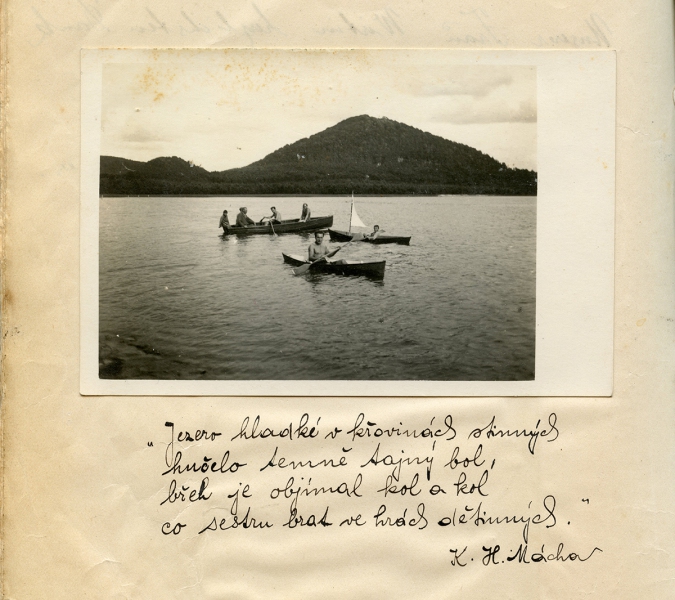 „Jezero hladké v křovinách stinných
hučelo temně tajný bol,
břeh je objímal kol a kol
co sestru brat ve hrách dětinných."
K. H. Mácha